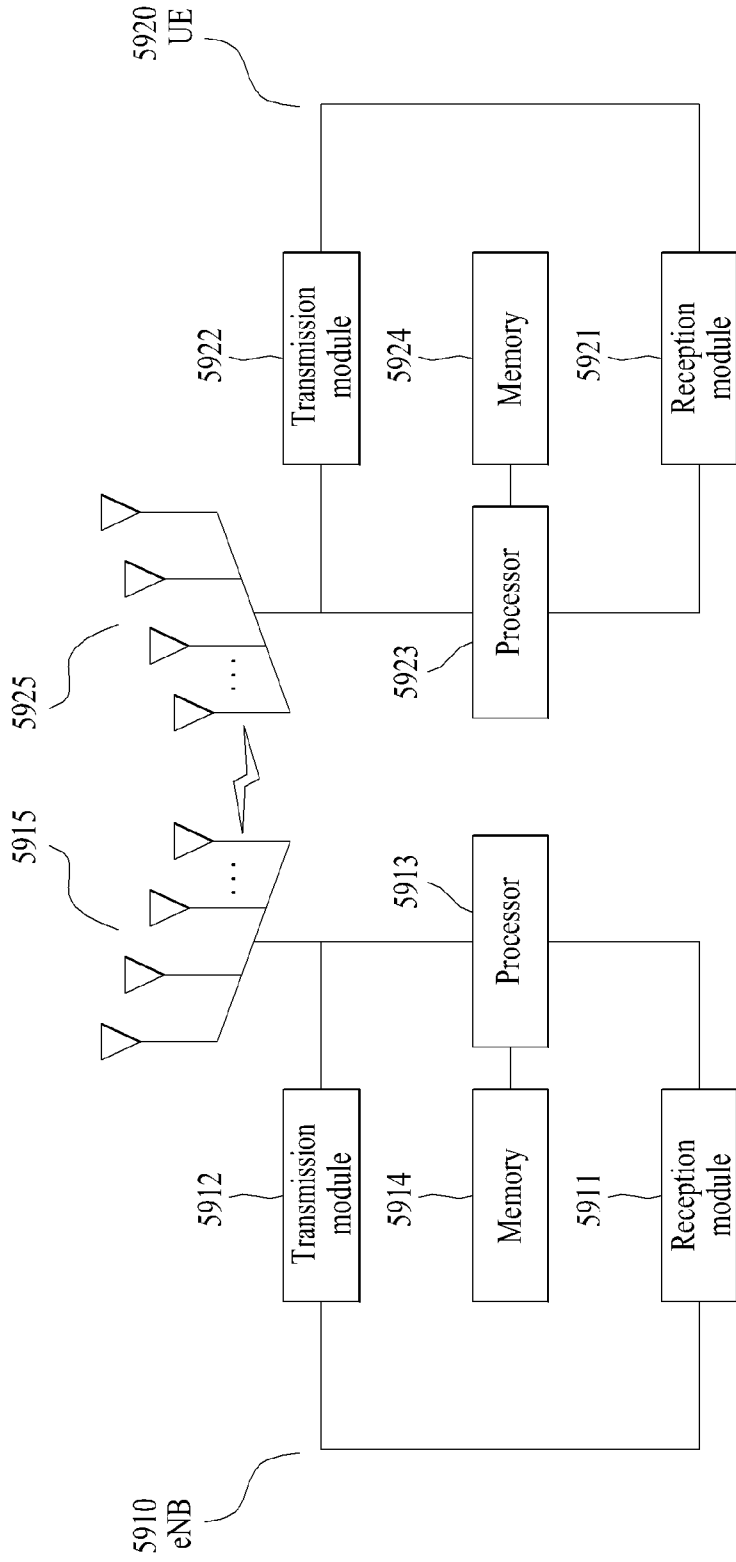 5910
eNB
5915
5912
Transmission
module
5914
Memory
5913
Processor
5911
Reception
module
. . .
5920
UE
5925
5922
Transmission
module
5923
Processor
5924
Memory
5921
Reception
module
. . .